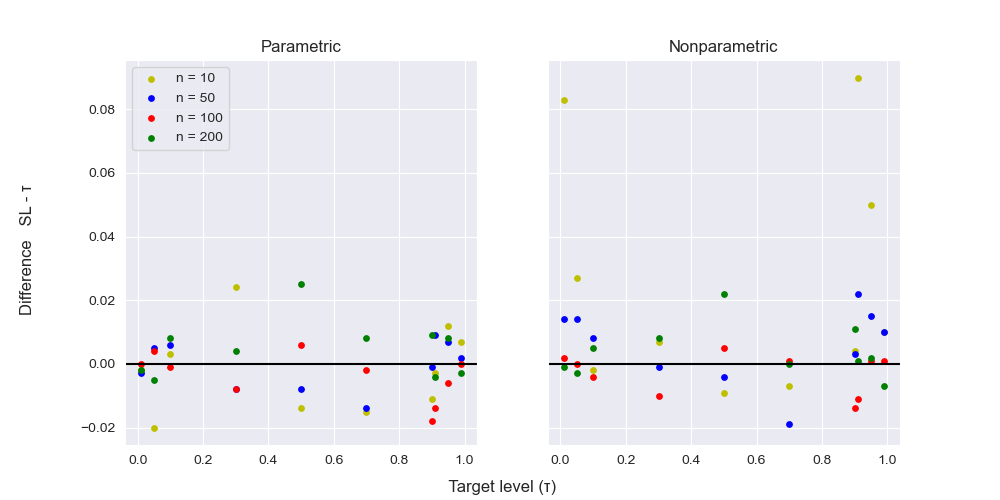 Parametric
Nonparametric
n = 10
n = 50
n = 100
n = 200
0.08
0.06
0.04
0.02
0.00
−0.02
Difference   SL - τ
0.0 0.2 0.4 0.6 0.8 1.0
0.0 0.2 0.4 0.6 0.8 1.0
Target level (τ)